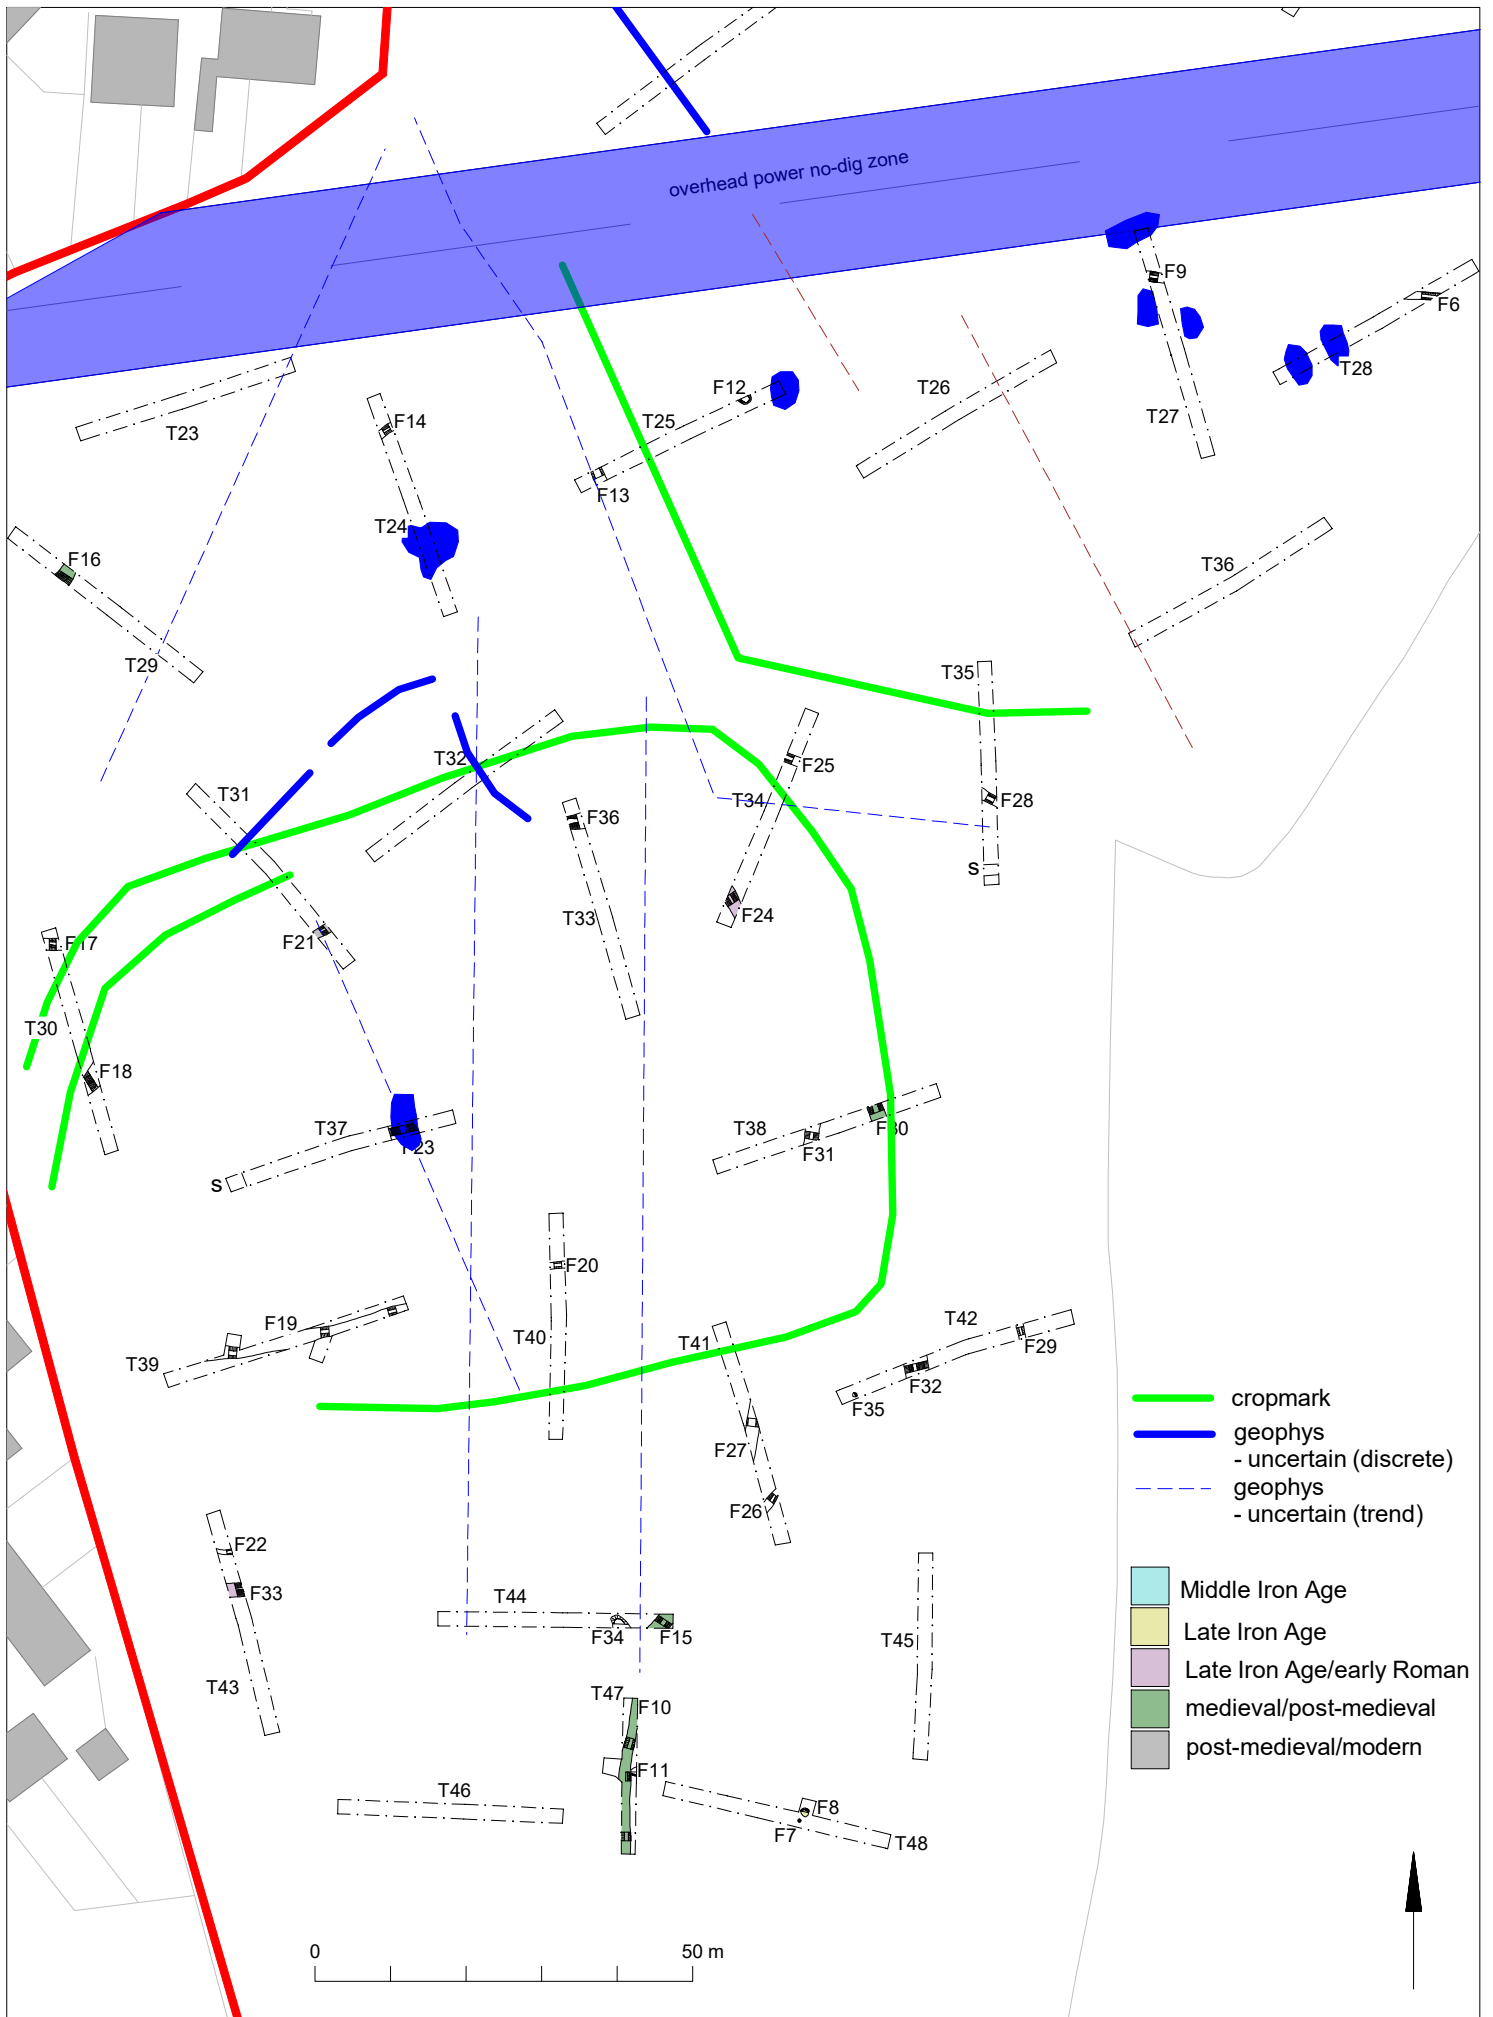 overhead power no-dig zone
F9
F6
T28
T26
F12
T25
T27
F14
T23
F13
T24
F16
T36
T29
T35
T32
F25
T31
T34
F28
F36
S
F24
T33
F21
F17
T30
F18
T37
F23
T38
F30
F31
S
F20
F19
T42
T40
T41
F29
T39
F32
F35
cropmark
geophys
- uncertain (discrete)
geophys
- uncertain (trend)
F27
F26
F22
F33
T44
F34
F15
T45
T43
Middle Iron Age
Late Iron Age
Late Iron Age/early Roman
medieval/post-medieval
post-medieval/modern
T47
F10
F11
T46
F8
F7
T48
0
50 m